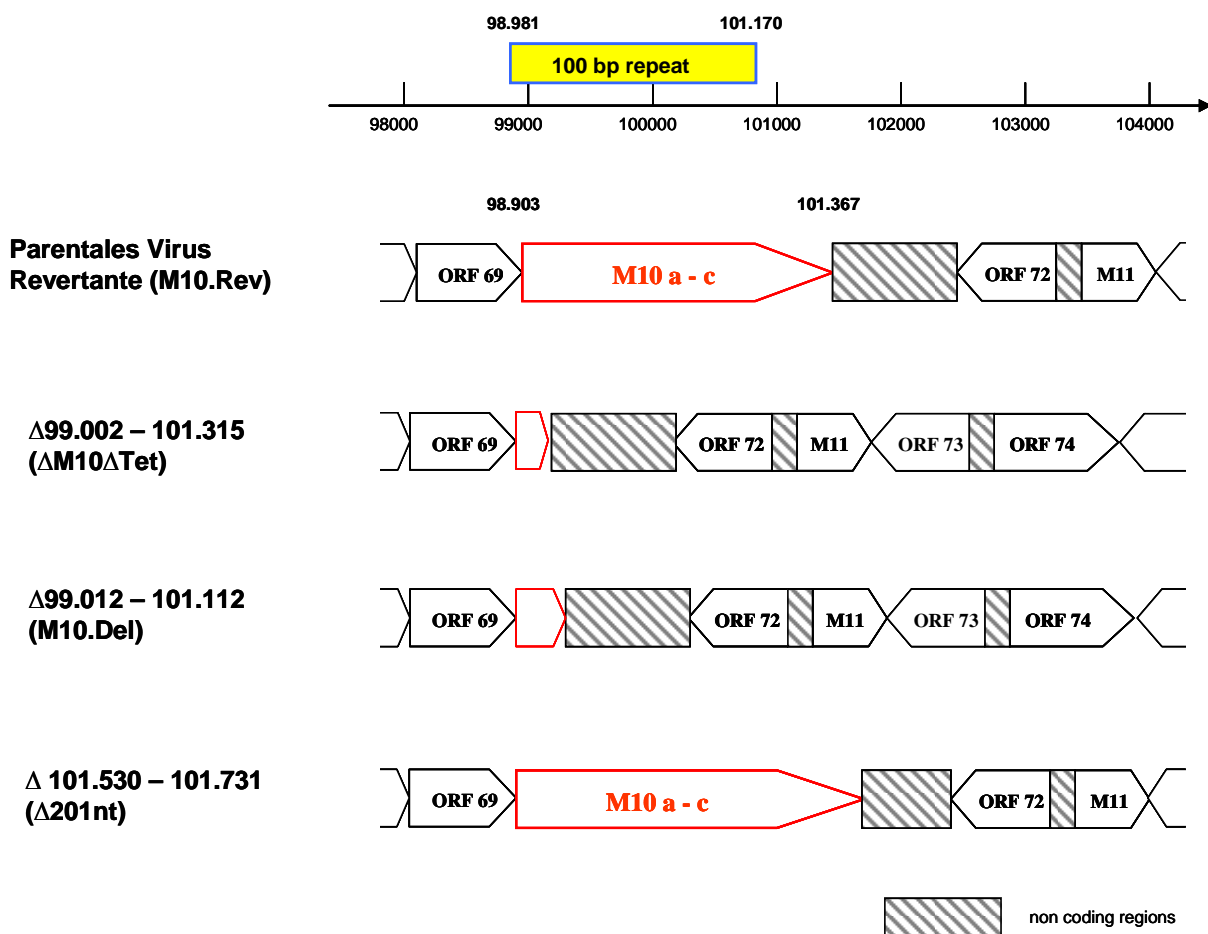 98.981 101.170
100 bp repeat
98000 99000 100000 101000 102000 103000 104000
98.903 101.367
Parentales Virus
Revertante (M10.Rev)
ORF 69 M10 a - c ORF 72 M11
Δ99.002 – 101.315
(ΔM10ΔTet)
ORF 69 ORF 72 M11 ORF 73 ORF 74
Δ99.012 – 101.112
(M10.Del)
ORF 69 ORF 72 M11 ORF 73 ORF 74
Δ 101.530 – 101.731
(Δ201nt)
ORF 69 M10 a - c ORF 72 M11
non coding regions